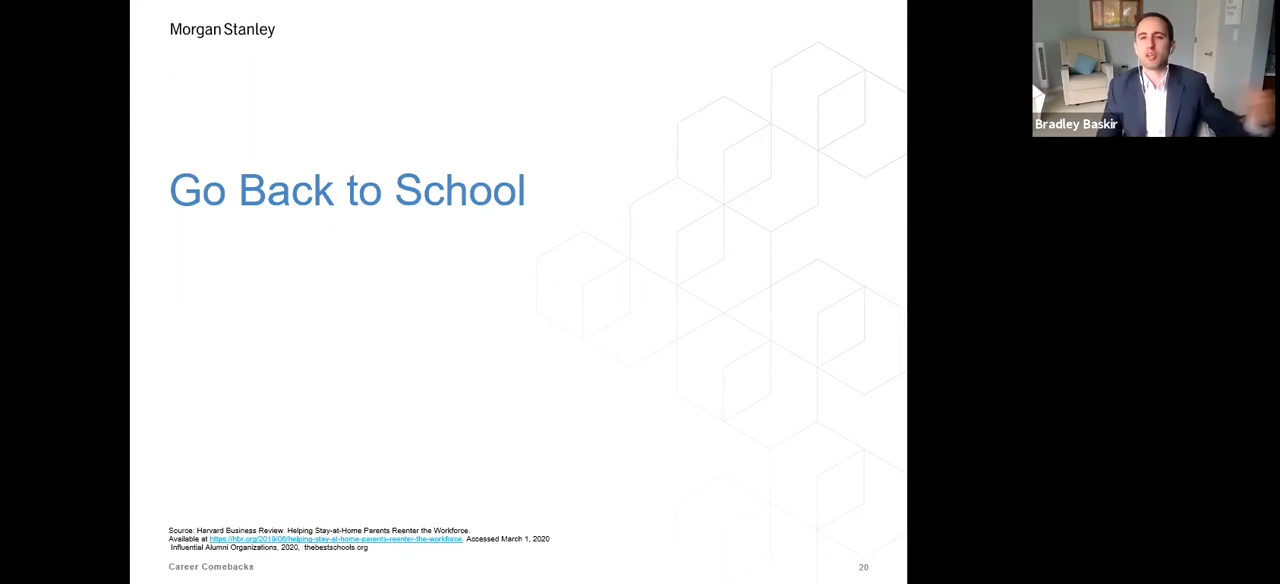 Morgan Stanley
Bradley Baskir
Go Back to School
Source: Harvard Business Review. Helping Stay-at-Home Parents Reenter the Workforce.
Available at https://hbr.org/2019/06/helping-stay-at-home-parents-reenter-the-workforce. Accessed March 1, 2020
Influential Alumni Organizations, 2020, thebestschools.org
Career Comebacks
20